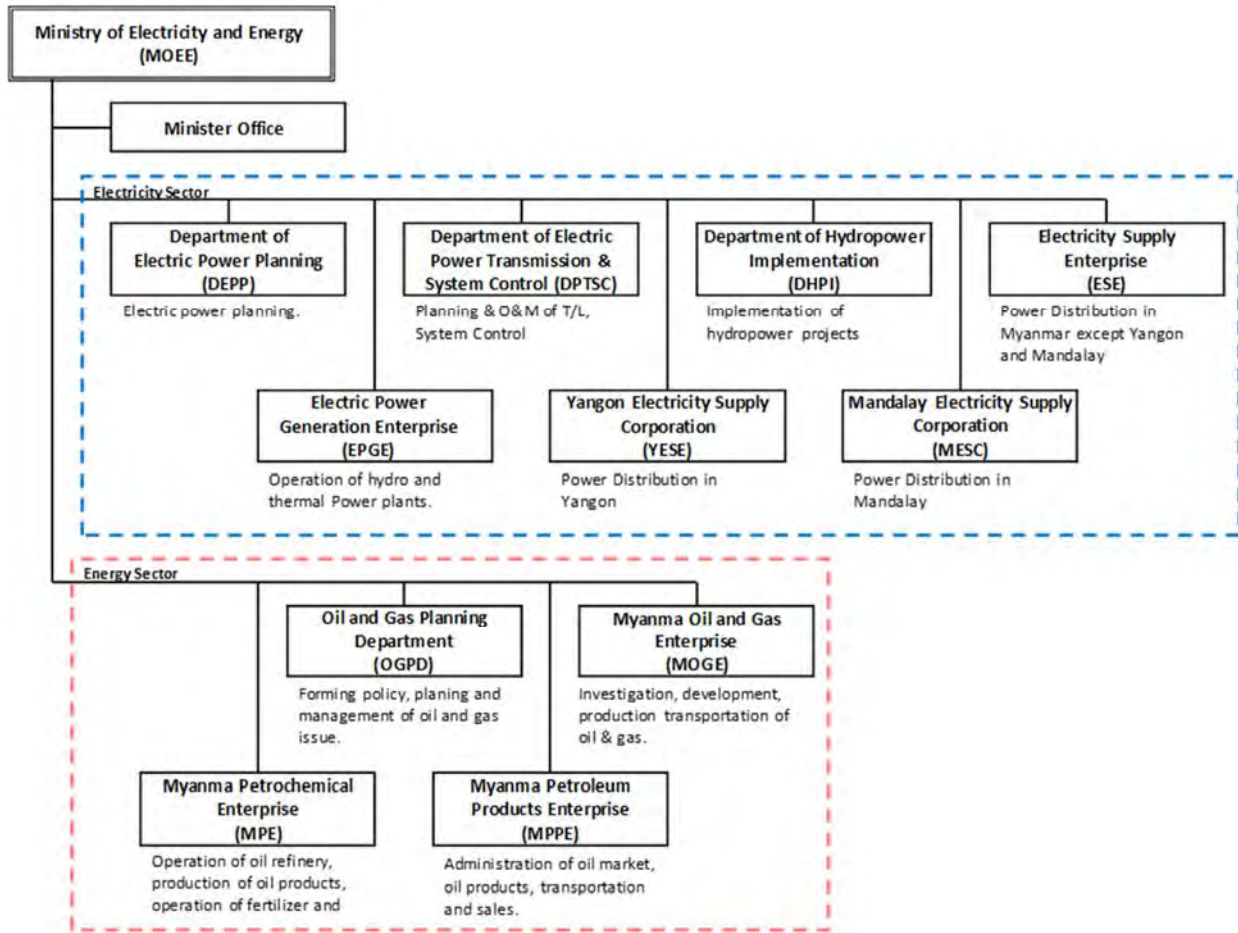 Ministry of Electricity and Energy
(MOEE)
Minister Office
Electricity Sector
Department of
Electric Power Planning
(DEPP)
Electric power planning.
Department of Electric
Power Transmission &
System Control (DPTSC)
Planning & O&M of T/L,
System Control
Department of Hydropower
Implementation
(DHPI)
Implementation of
hydropower projects
Electricity Supply
Enterprise
(ESE)
Power Distribution in
Myanmar except Yangon
and Mandalay
Electric Power
Generation Enterprise
(EPGE)
Operation of hydro and
thermal Power plants.
Yangon Electricity Supply
Corporation
(YESE)
Power Distribution in
Yangon
Mandalay Electricity Supply
Corporation
(MESC)
Power Distribution in
Mandalay
Energy Sector
Oil and Gas Planning
Department
(OGPD)
Forming policy, planing and
management of oil and gas
issue.
Myanma Oil and Gas
Enterprise
(MOGE)
Investigation, development,
production transportation of
oil & gas.
Myanma Petrochemical
Enterprise
(MPE)
Operation of oil refinery,
production of oil products,
operation of fertilizer and
Myanma Petroleum
Products Enterprise
(MPPE)
Administration of oil market,
oil products, transportation
and sales.